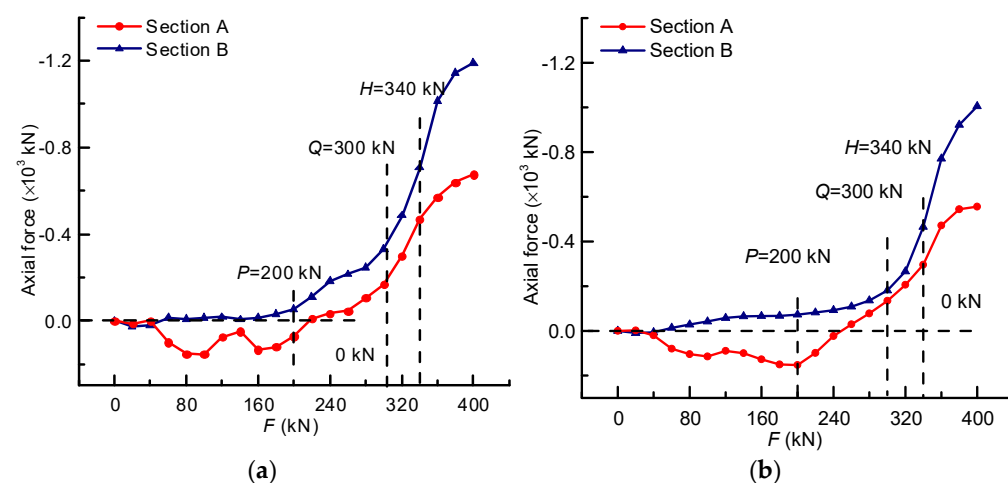 Section A
Section B
-1.2
H=340 kN
-0.8
Q=300 kN
-0.4
P=200 kN
0.0
0 kN
Axial force (×10³ kN)
0 80 160 240 320 400
F (kN)
(a)
Section A
Section B
-1.2
-0.8
H=340 kN
Q=300 kN
-0.4
P=200 kN
0 kN
0.0
Axial force (×10³ kN)
0 80 160 240 320 400
F (kN)
(b)